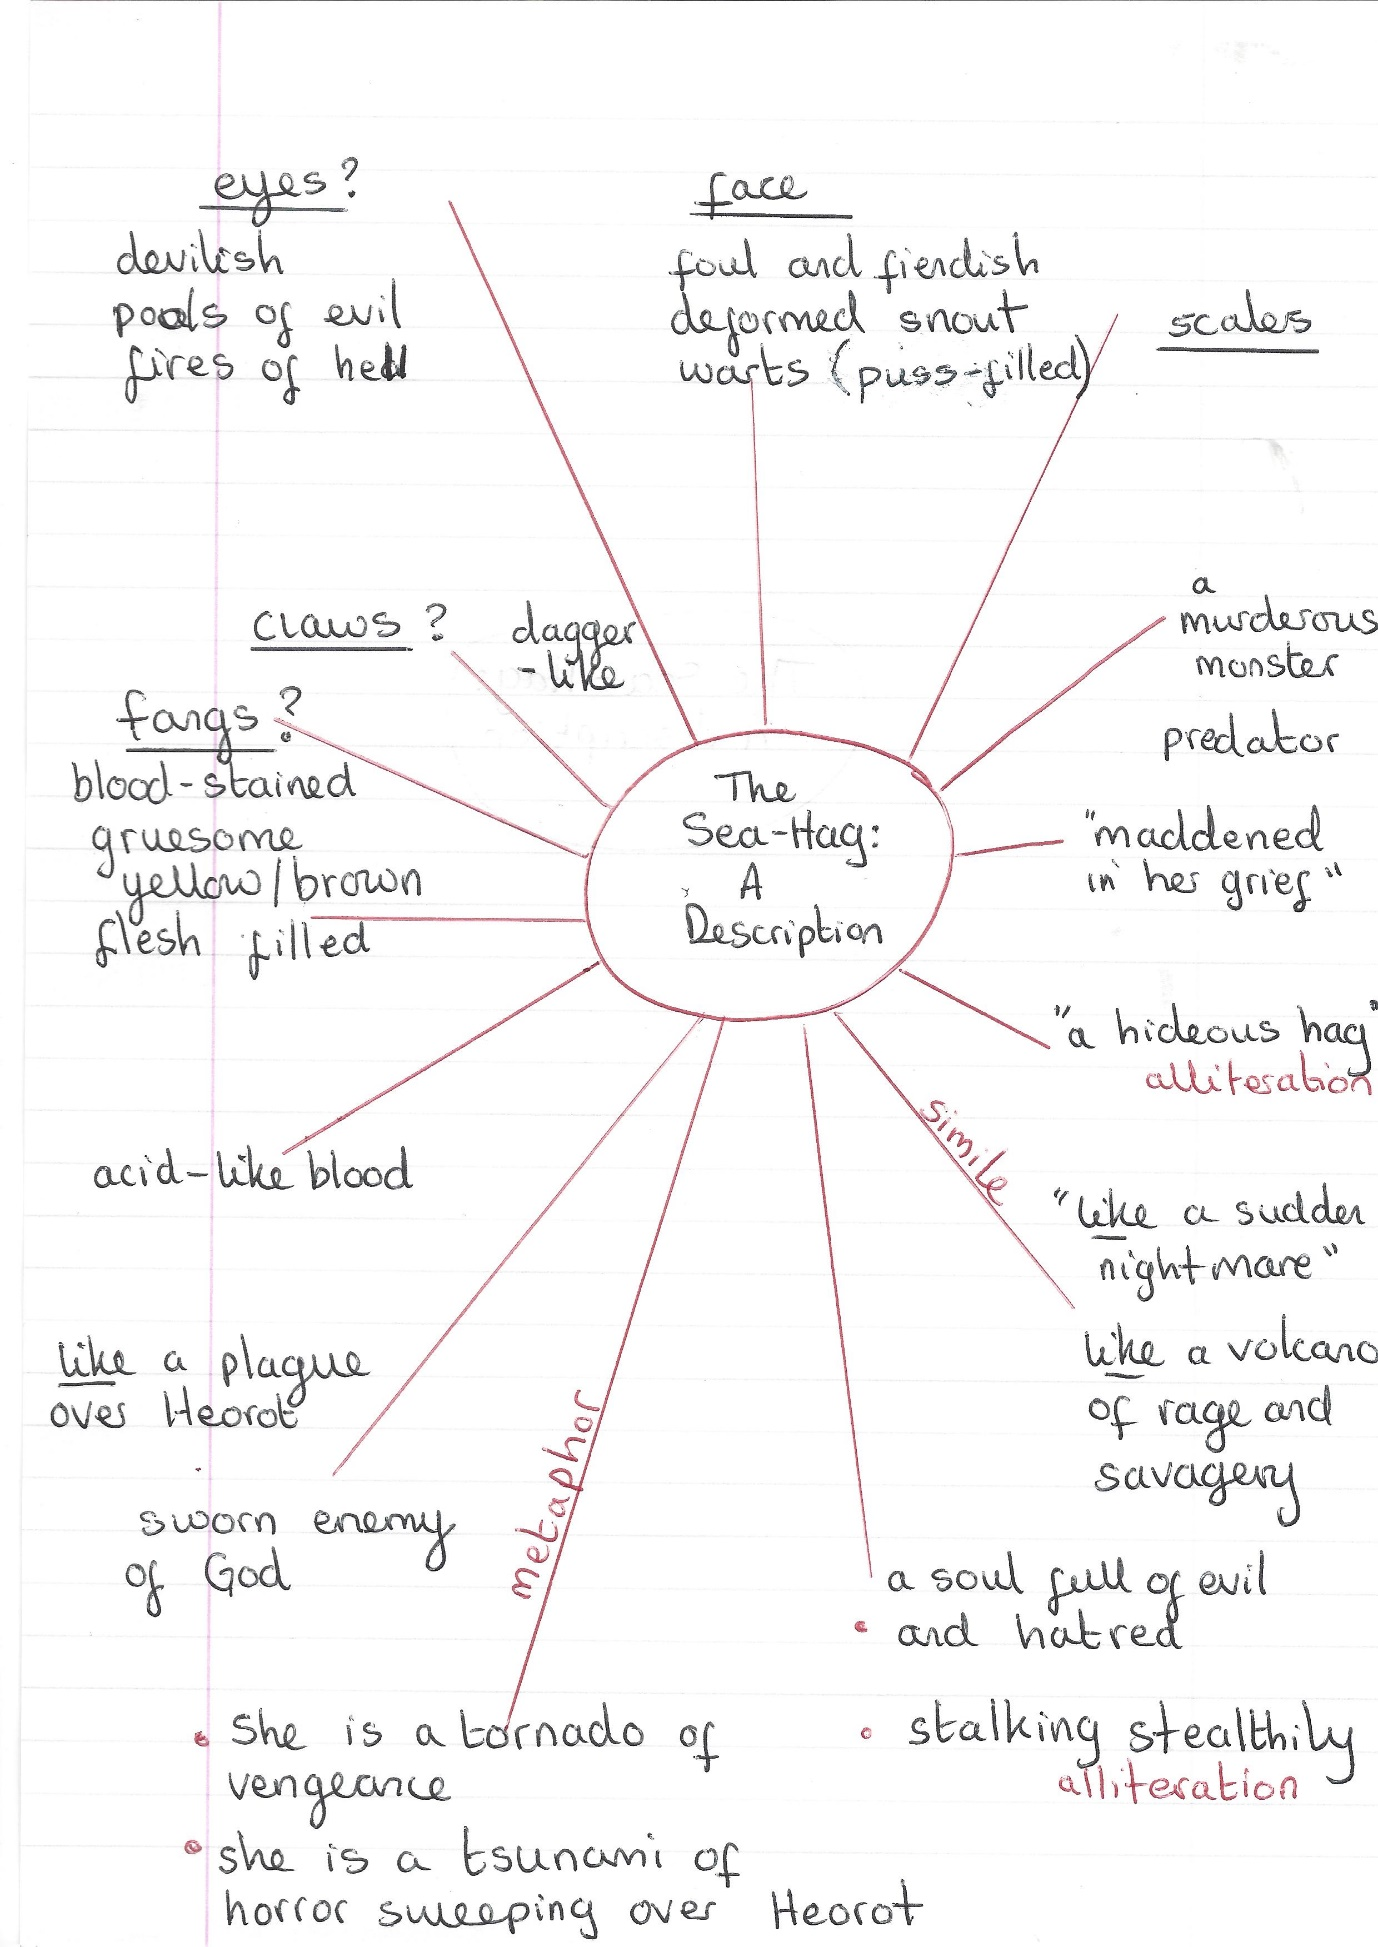 eyes?
devilish
pools of evil
fires of hell
face
foul and fiendish
deformed snout
warts (puss-filled)
scales
a
murderous
monster
predator
claws?
dagger
-like
fangs?
blood-stained
gruesome
yellow/brown
flesh filled
The
Sea-Hag:
A
Description
"maddened
in her grief"
"a hideous hag"
alliteration
acid-like blood
simile
"like a sudden
nightmare"
like a volcano
of rage and
savagery
like a plague
over Heorot
sworn enemy
of God
metaphor
a soul full of evil
• and hatred
• stalking stealthily
alliteration
• She is a tornado of
vengeance
• she is a tsunami of
horror sweeping over Heorot